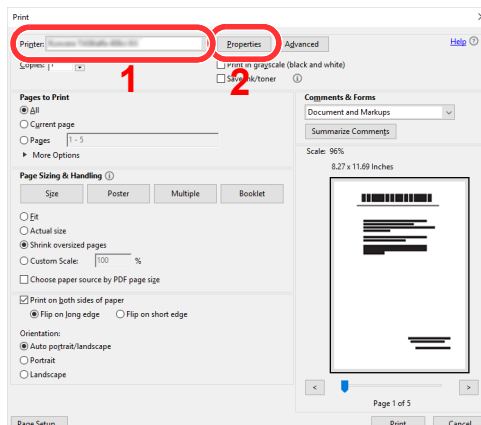 Print
Printer:
Properties
Advanced
Help
Copies: 1
Print in grayscale (black and white)
Save ink/toner
1
2
Pages to Print
All
Current page
Pages 1 - 5
More Options
Page Sizing & Handling
Size Poster Multiple Booklet
Fit
Actual size
Shrink oversized pages
Custom Scale: 100 %
Choose paper source by PDF page size
Print on both sides of paper
Flip on long edge Flip on short edge
Orientation:
Auto portrait/landscape
Portrait
Landscape
Comments & Forms
Document and Markups
Summarize Comments
Scale: 96%
8.27 x 11.69 Inches
< >
Page 1 of 5
Page Setup... Print Cancel